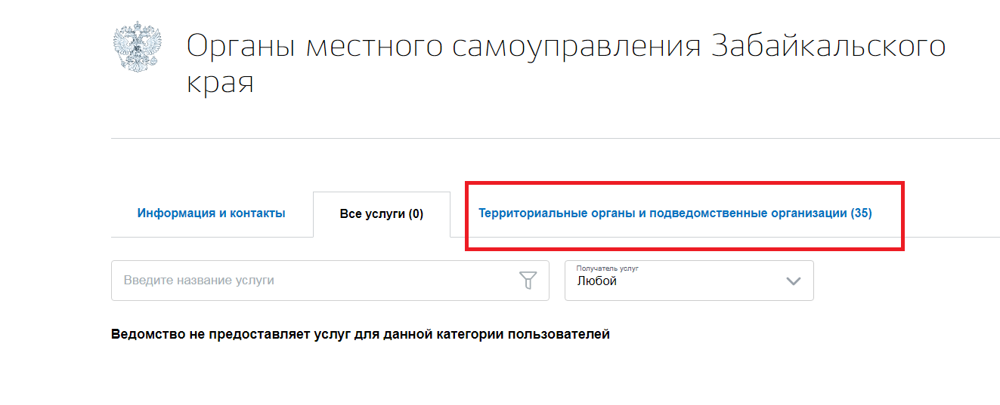 Органы местного самоуправления Забайкальского
края
Информация и контакты
Все услуги (0)
Территориальные органы и подведомственные организации (35)
Введите название услуги
Получатель услуг
Любой
Ведомство не предоставляет услуг для данной категории пользователей